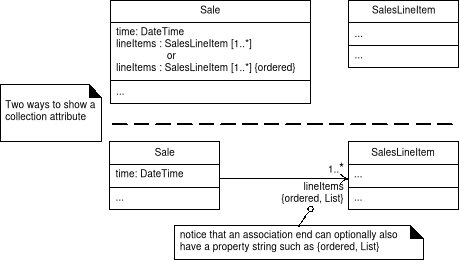 Sale
time: DateTime
lineItems : SalesLineItem [1..*]
or
lineItems : SalesLineItem [1..*] {ordered}
...
SalesLineItem
...
...
Two ways to show a
collection attribute
Sale
time: DateTime
...
1..*
lineItems
{ordered, List}
SalesLineItem
...
...
notice that an association end can optionally also
have a property string such as {ordered, List}